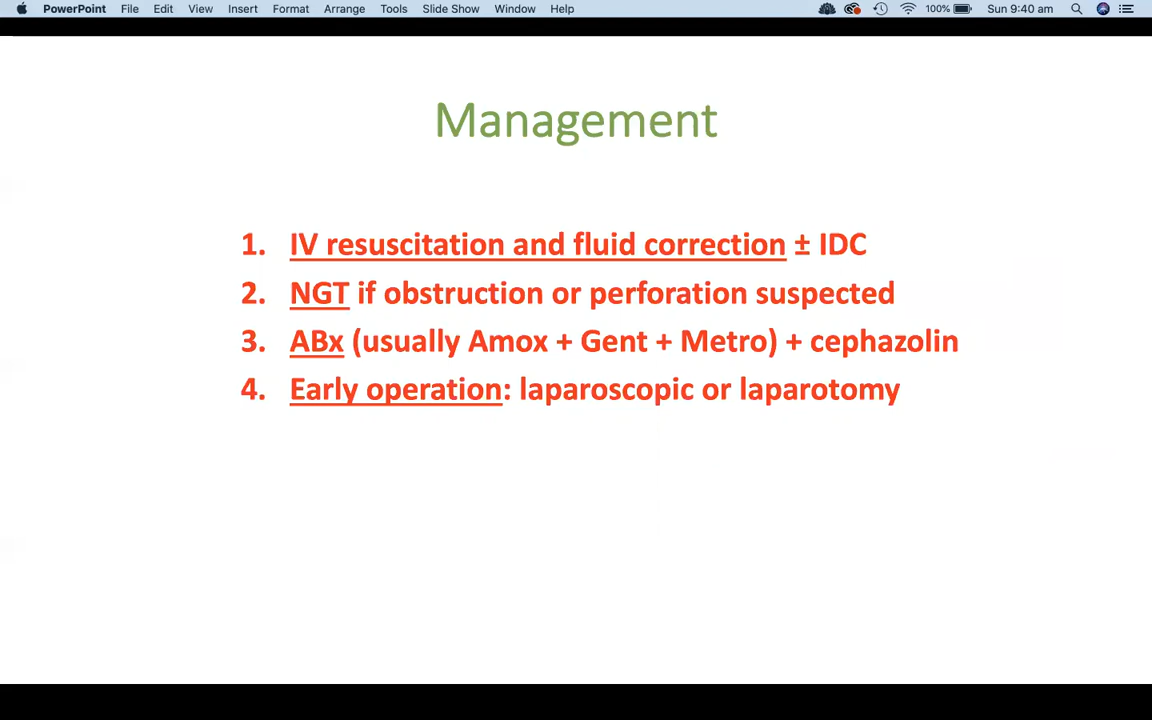 PowerPoint File Edit View Insert Format Arrange Tools Slide Show Window Help 100% Sun 9:40 am
Management
1. IV resuscitation and fluid correction ± IDC
2. NGT if obstruction or perforation suspected
3. ABx (usually Amox + Gent + Metro) + cephazolin
4. Early operation: laparoscopic or laparotomy